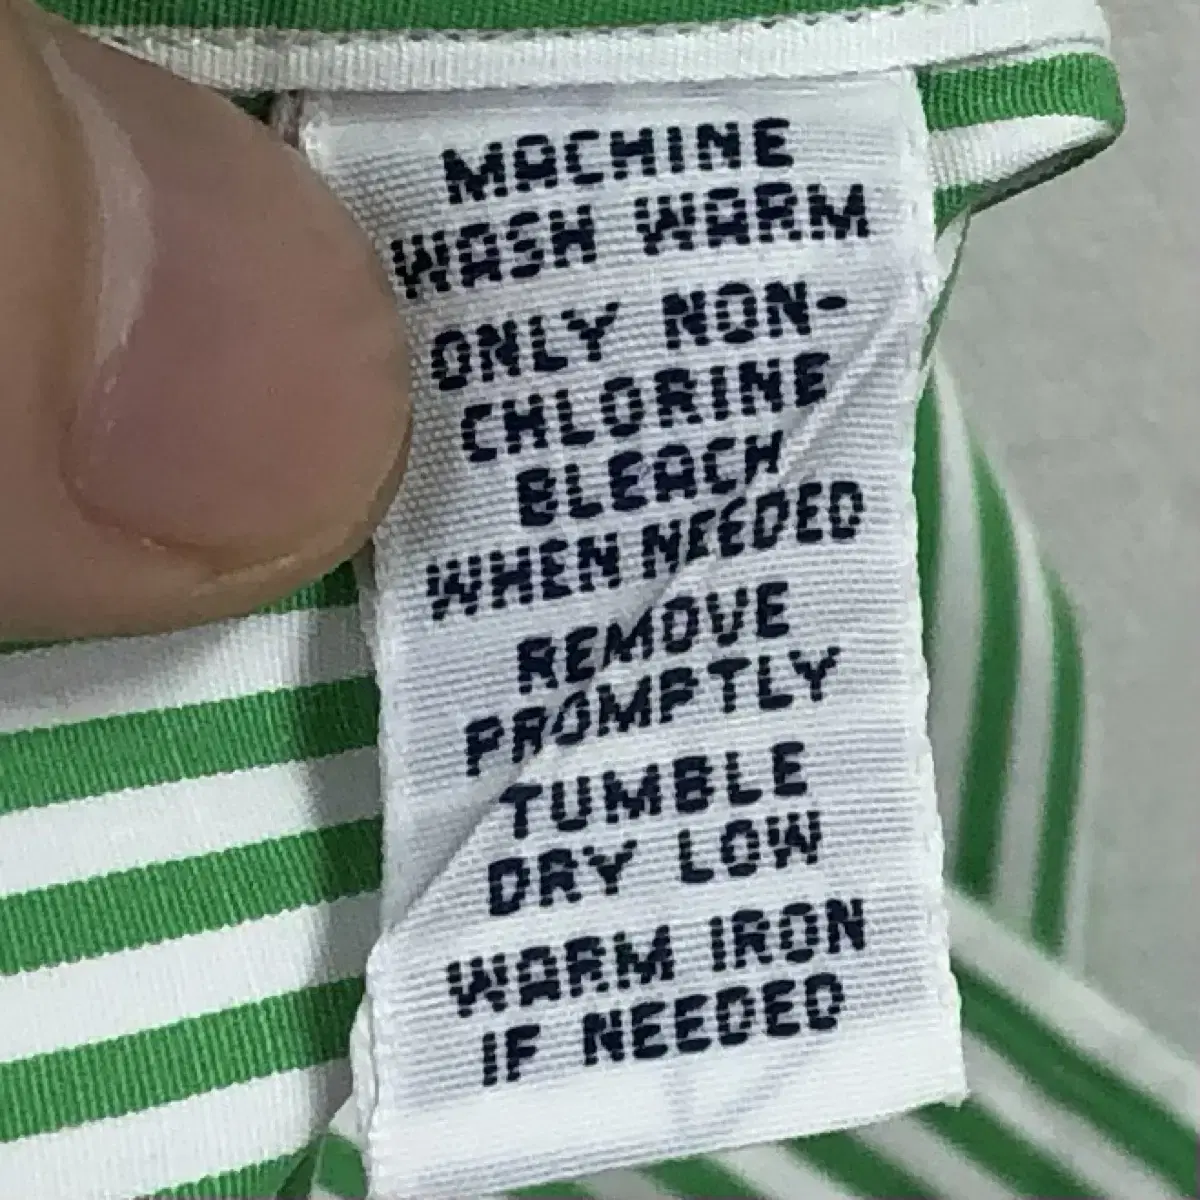 MACHINE
WASH WARM
ONLY NON-
CHLORINE
BLEACH
WHEN NEEDED
REMOVE
PROMPTLY
TUMBLE
DRY LOW
WARM IRON
IF NEEDED